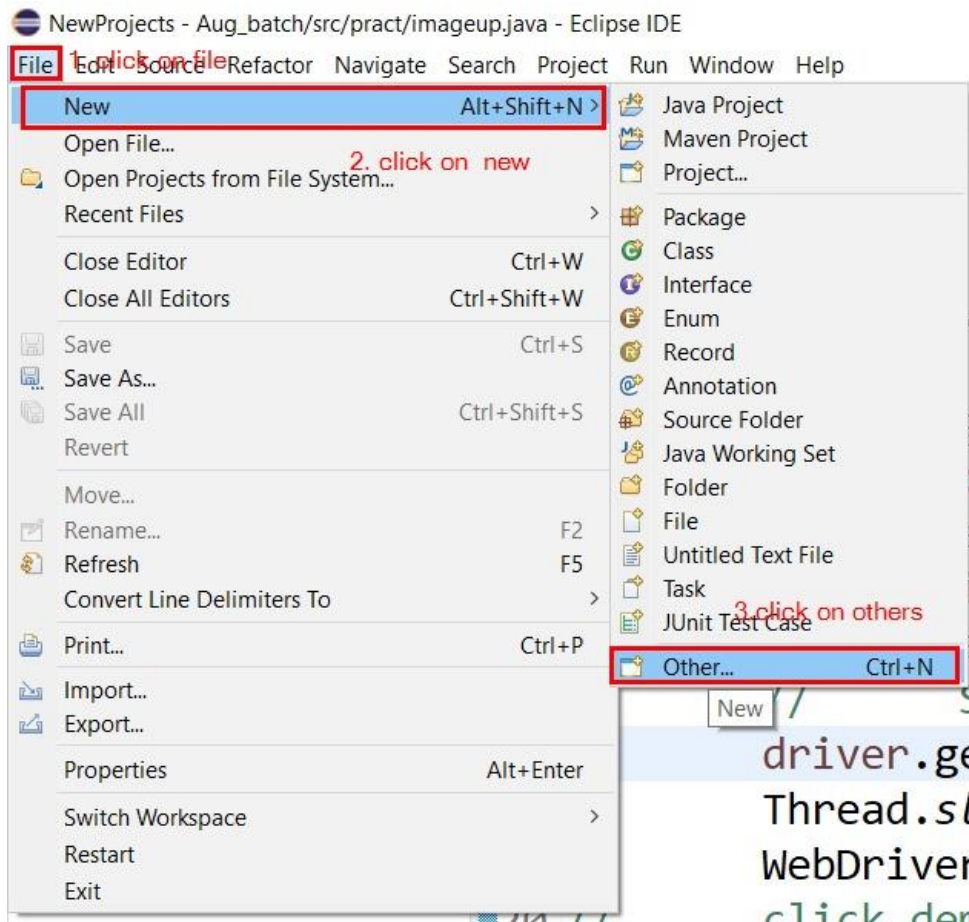 NewProjects - Aug_batch/src/pract/imageup.java - Eclipse IDE
File Edit Source Refactor Navigate Search Project Run Window Help
1. click on file
New Alt+Shift+N >
Open File...
2. click on new
Open Projects from File System...
Recent Files >
Close Editor Ctrl+W
Close All Editors Ctrl+Shift+W
Save Ctrl+S
Save As...
Save All Ctrl+Shift+S
Revert
Move...
Rename... F2
Refresh F5
Convert Line Delimiters To >
Print... Ctrl+P
Import...
Export...
Properties Alt+Enter
Switch Workspace >
Restart
Exit
Java Project
Maven Project
Project...
Package
Class
Interface
Enum
Record
Annotation
Source Folder
Java Working Set
Folder
File
Untitled Text File
Task
3.click on others
JUnit Test Case
Other... Ctrl+N
New
//
driver.ge
Thread.sl
WebDriver
20 // click dem